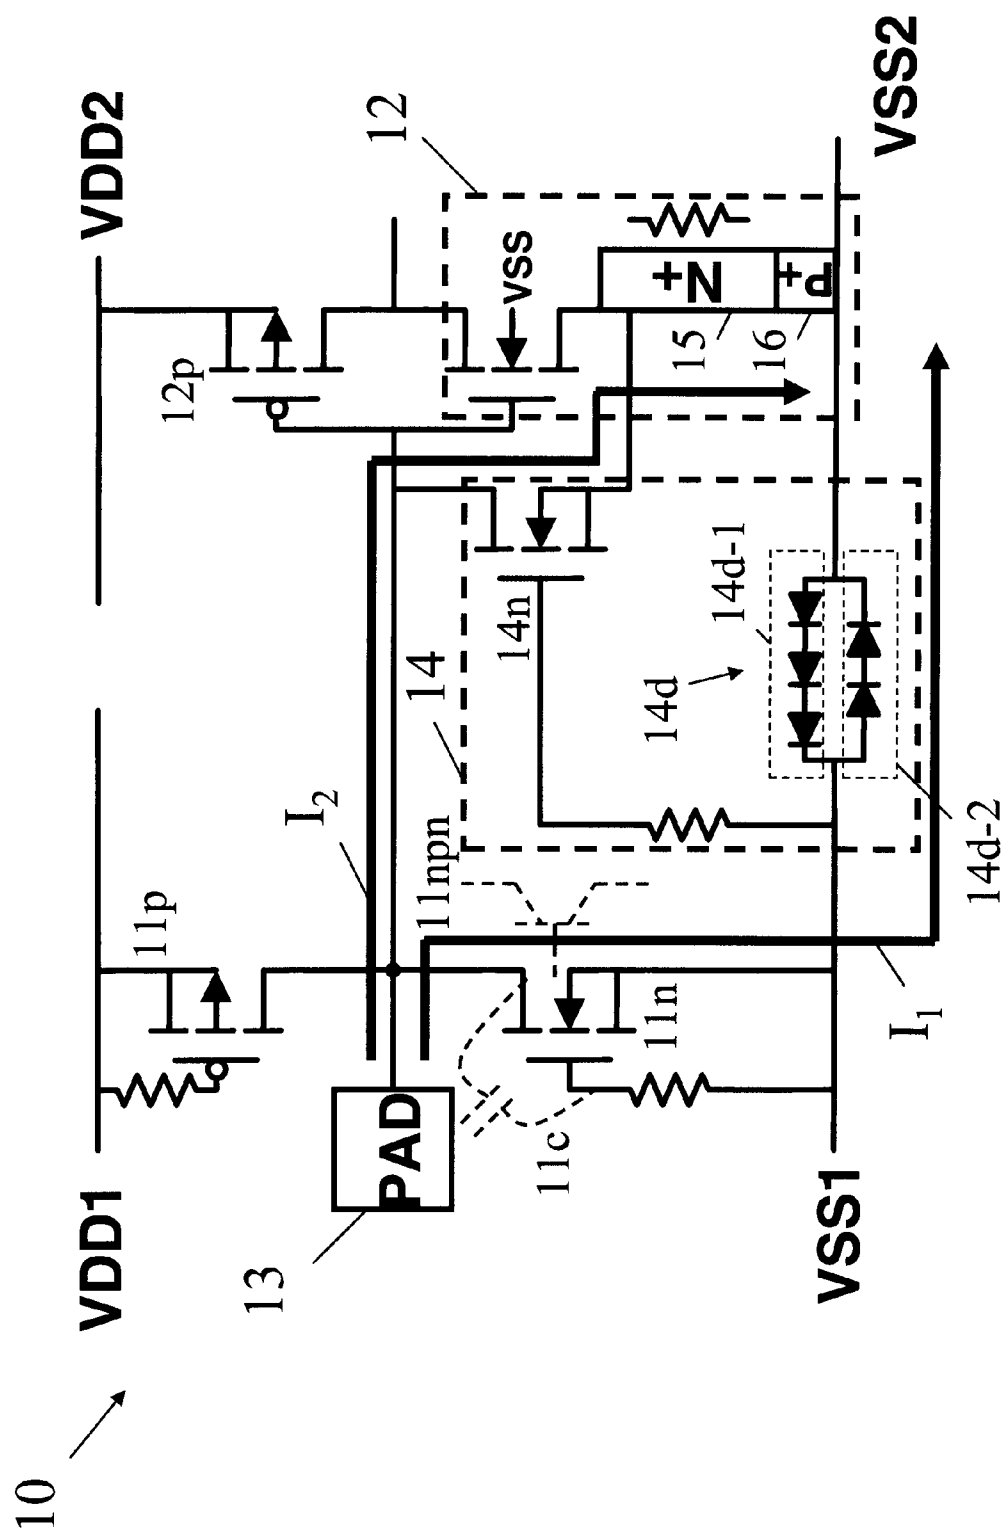 10
VDD1
VDD2
11p
12p
I2
12
13
PAD
14
VSS
11npn
14n
N+
P+
15
16
11c
11n
14d
14d-1
I1
14d-2
VSS1
VSS2